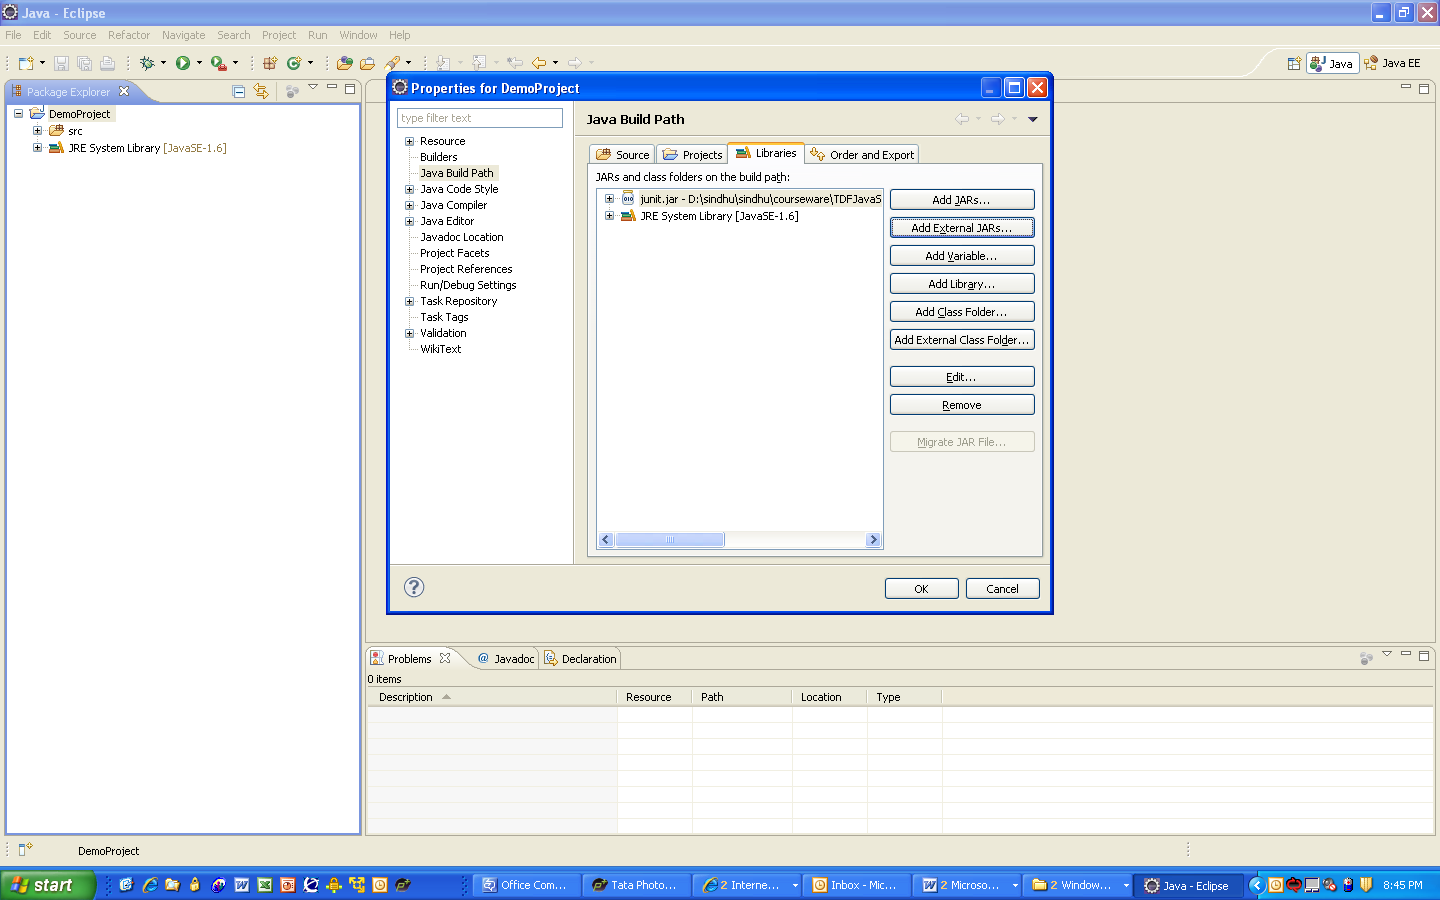 Java - Eclipse
File Edit Source Refactor Navigate Search Project Run Window Help
Java Java EE
Package Explorer
DemoProject
src
JRE System Library [JavaSE-1.6]
Properties for DemoProject
type filter text
Resource
Builders
Java Build Path
Java Code Style
Java Compiler
Java Editor
Javadoc Location
Project Facets
Project References
Run/Debug Settings
Task Repository
Task Tags
Validation
WikiText
Java Build Path
Source Projects Libraries Order and Export
JARs and class folders on the build path:
junit.jar - D:\sindhu\sindhu\courseware\TDFJavaS
JRE System Library [JavaSE-1.6]
Add JARs...
Add External JARs...
Add Variable...
Add Library...
Add Class Folder...
Add External Class Folder...
Edit...
Remove
Migrate JAR File...
OK Cancel
Problems @ Javadoc Declaration
0 items
Description Resource Path Location Type
DemoProject
start Office Com... Tata Photo... 2 Interne... Inbox - Mic... 2 Microso... 2 Window... Java - Eclipse 8:45 PM